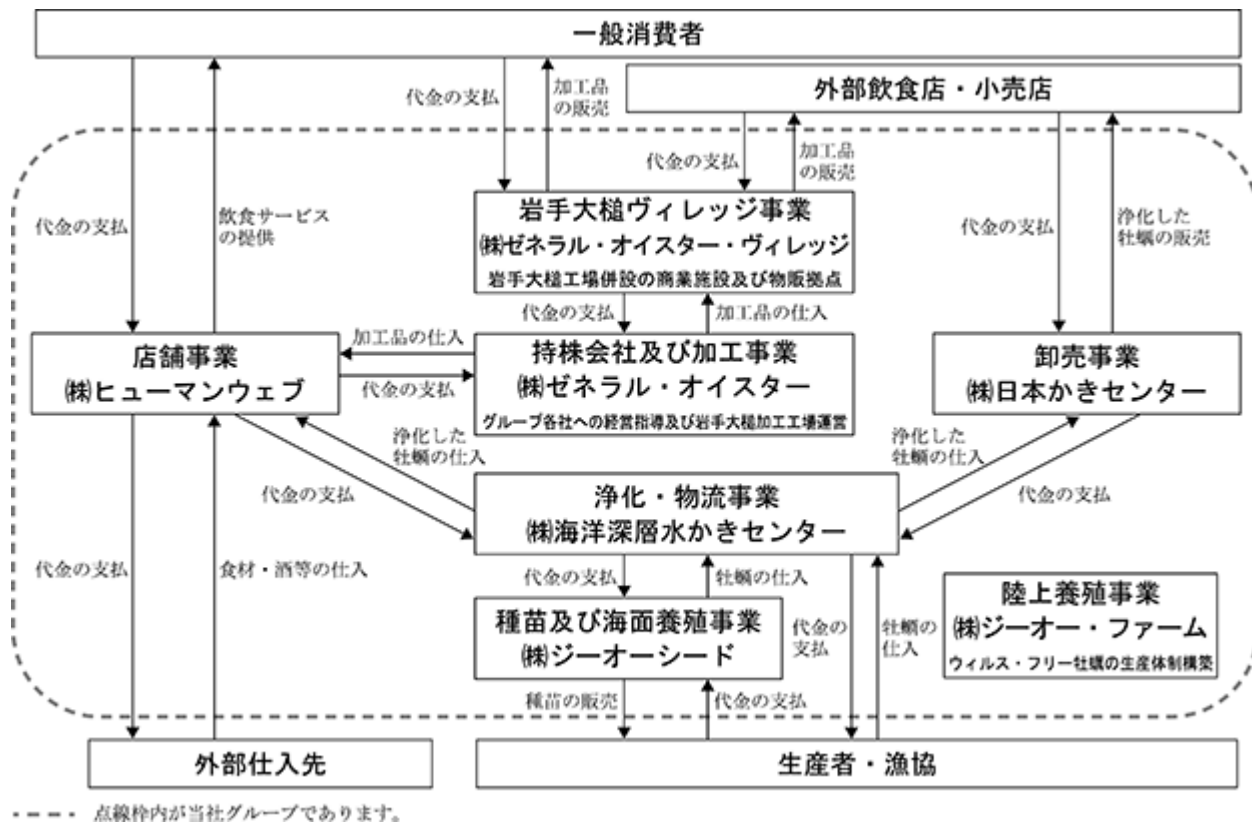 一般消費者
外部飲食店・小売店
代金の支払
加工品
の販売
代金の支払
加工品
の販売
代金の支払
飲食サービス
の提供
岩手大槌ヴィレッジ事業
㈱ゼネラル・オイスター・ヴィレッジ
岩手大槌工場併設の商業施設及び物販拠点
代金の支払
浄化した
牡蠣の販売
代金の支払
加工品の仕入
店舗事業
㈱ヒューマンウェブ
加工品の仕入
代金の支払
持株会社及び加工事業
㈱ゼネラル・オイスター
グループ各社への経営指導及び岩手大槌加工工場運営
卸売事業
㈱日本かきセンター
浄化した
牡蠣の仕入
代金の支払
浄化した
牡蠣の仕入
代金の支払
浄化・物流事業
㈱海洋深層水かきセンター
代金の支払
食材・酒等の仕入
代金の支払
牡蠣の仕入
種苗及び海面養殖事業
㈱ジーオーシード
代金の
支払
牡蠣の
仕入
陸上養殖事業
㈱ジーオー・ファーム
ウィルス・フリー牡蠣の生産体制構築
種苗の販売
代金の支払
外部仕入先
生産者・漁協
点線枠内が当社グループであります。